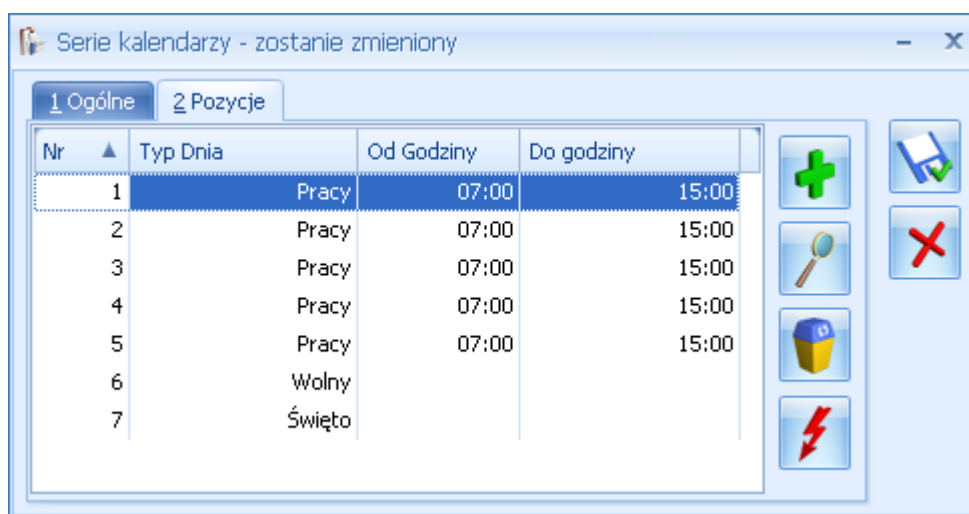 Serie kalendarzy - zostanie zmieniony
1 Ogólne 2 Pozycje
Nr Typ Dnia Od Godziny Do godziny
1 Pracy 07:00 15:00
2 Pracy 07:00 15:00
3 Pracy 07:00 15:00
4 Pracy 07:00 15:00
5 Pracy 07:00 15:00
6 Wolny
7 Święto